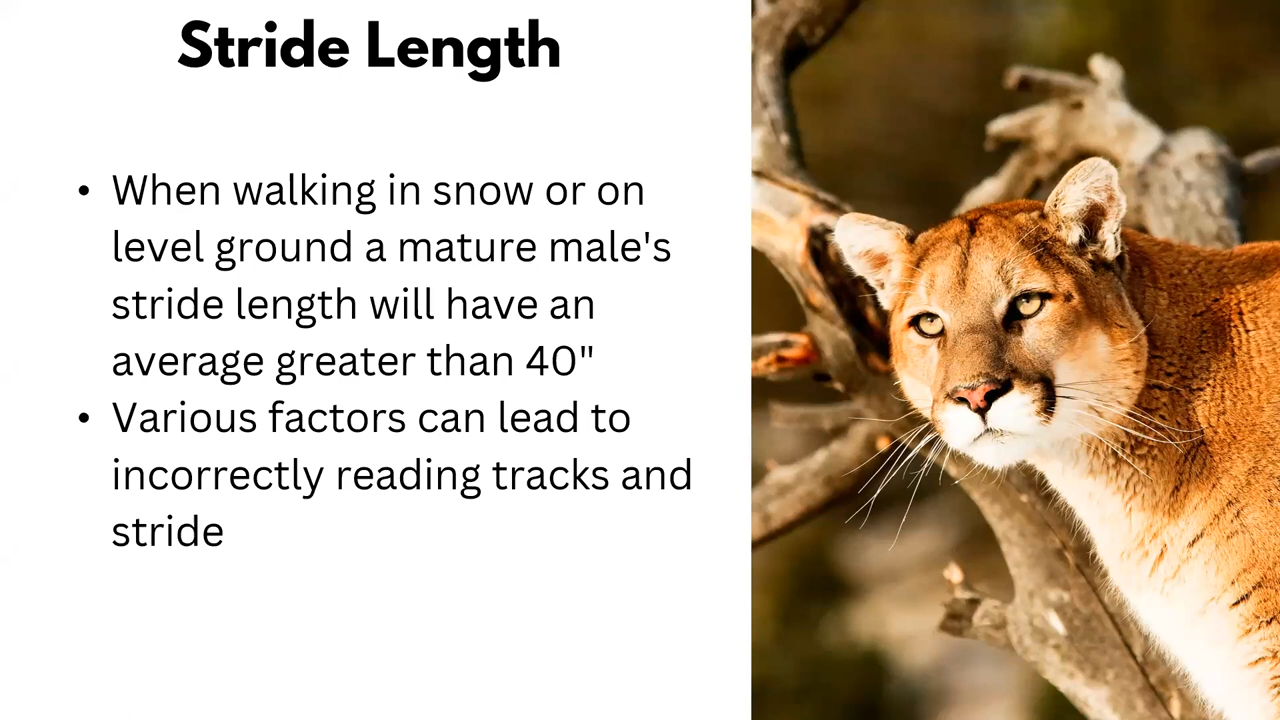 Stride Length
• When walking in snow or on
level ground a mature male's
stride length will have an
average greater than 40"
• Various factors can lead to
incorrectly reading tracks and
stride